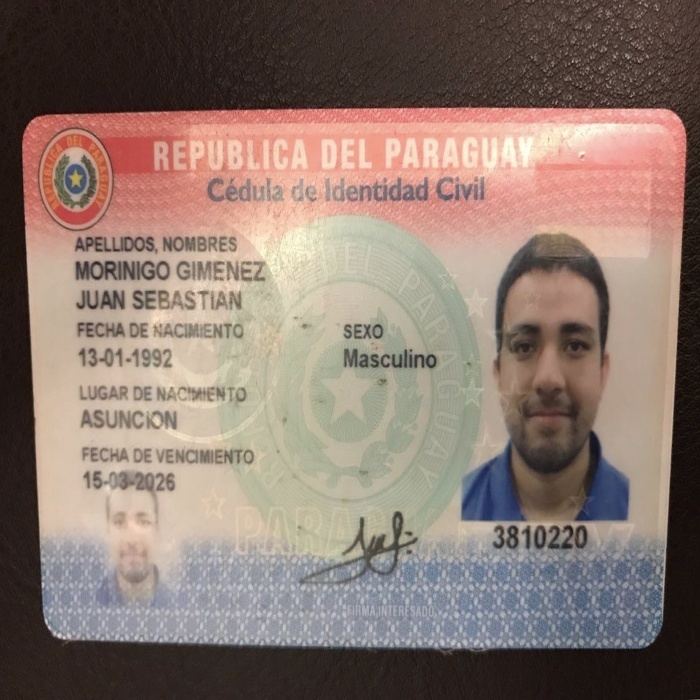 REPUBLICA DEL PARAGUAY
Cédula de Identidad Civil
APELLIDOS, NOMBRES
MORINIGO GIMENEZ
JUAN SEBASTIAN
FECHA DE NACIMIENTO
13-01-1992
SEXO
Masculino
LUGAR DE NACIMIENTO
ASUNCION
FECHA DE VENCIMIENTO
15-03-2026
3810220
FIRMA INTERESADO